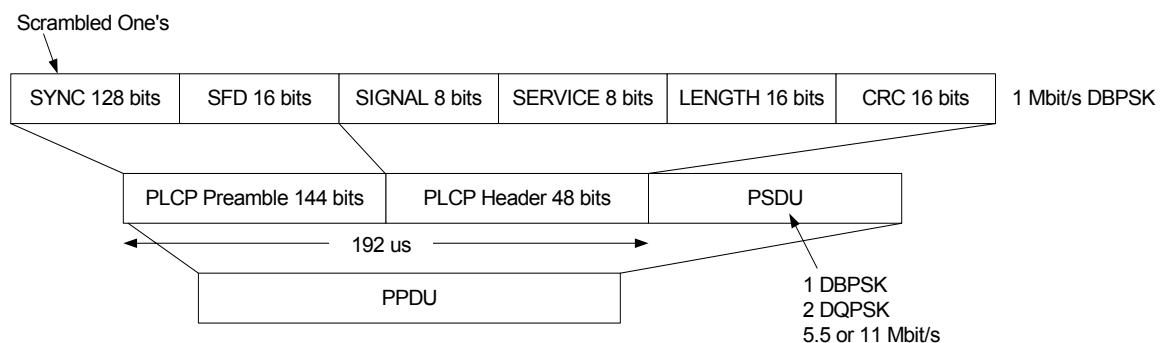 Scrambled One's
SYNC 128 bits SFD 16 bits SIGNAL 8 bits SERVICE 8 bits LENGTH 16 bits CRC 16 bits 1 Mbit/s DBPSK
PLCP Preamble 144 bits PLCP Header 48 bits PSDU
192 us
PPDU
1 DBPSK
2 DQPSK
5.5 or 11 Mbit/s